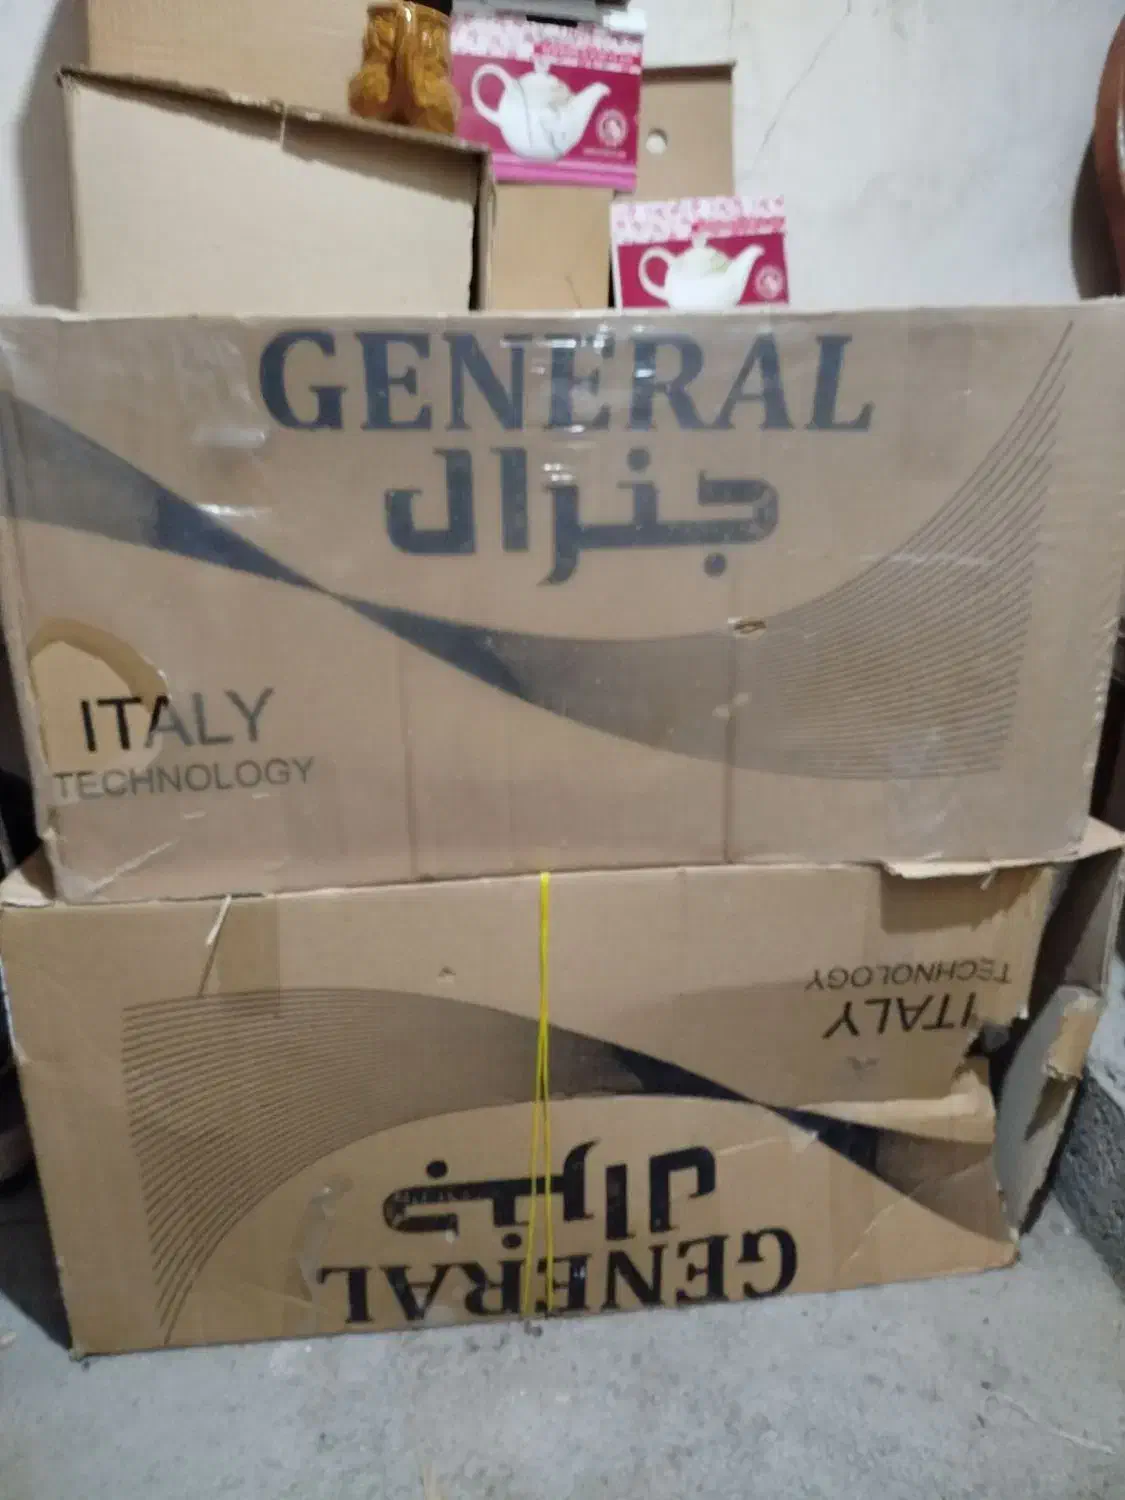 GENERAL
جنرال
ITALY
TECHNOLOGY
ITALY
TECHNOLOGY
جنرال
GENERAL